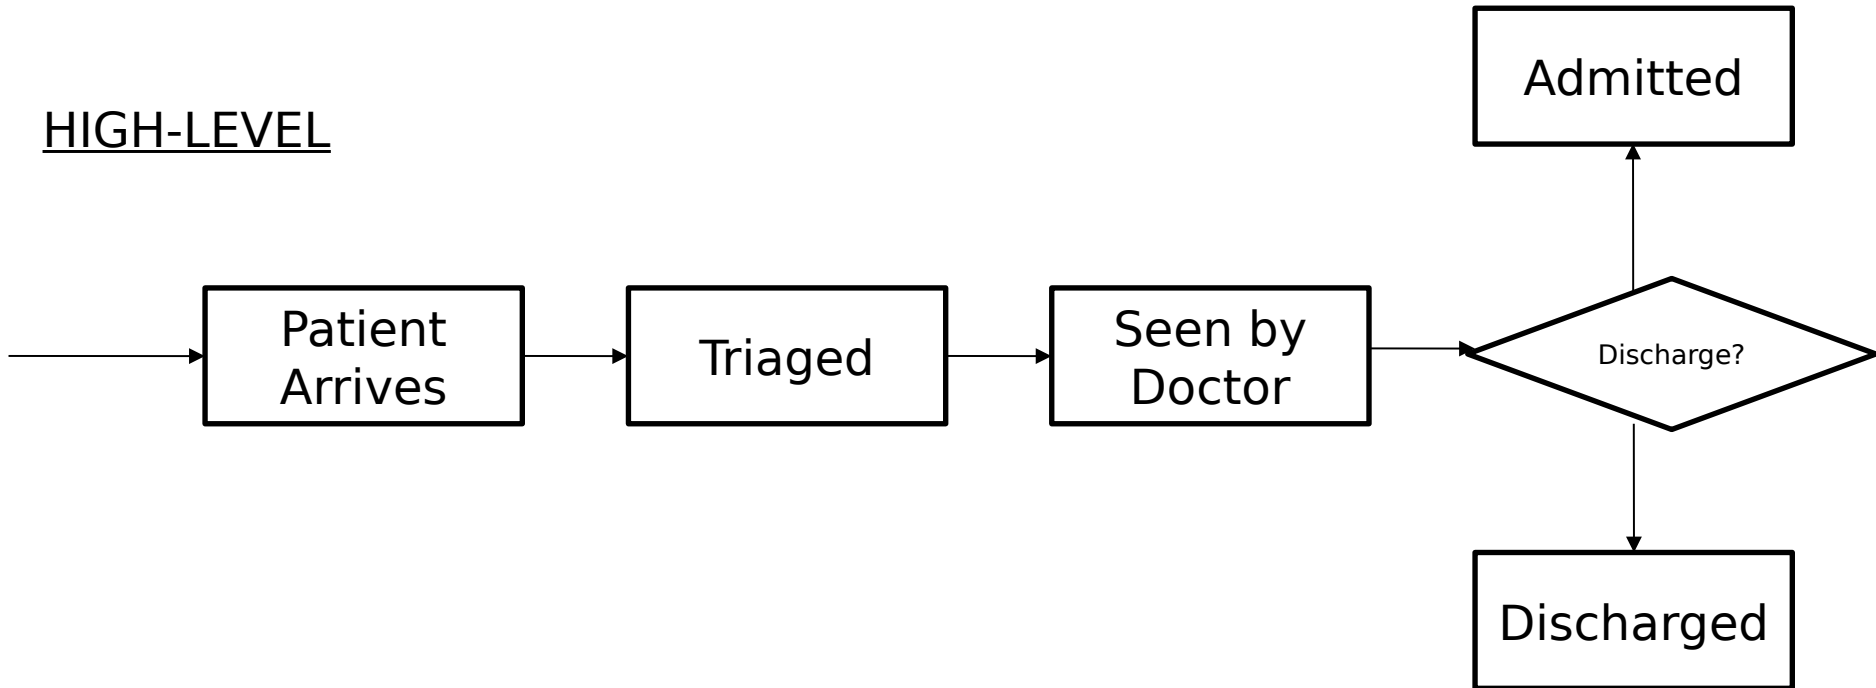 Admitted
HIGH-LEVEL
Patient
Arrives
Triaged
Seen by
Doctor
Discharge?
Discharged